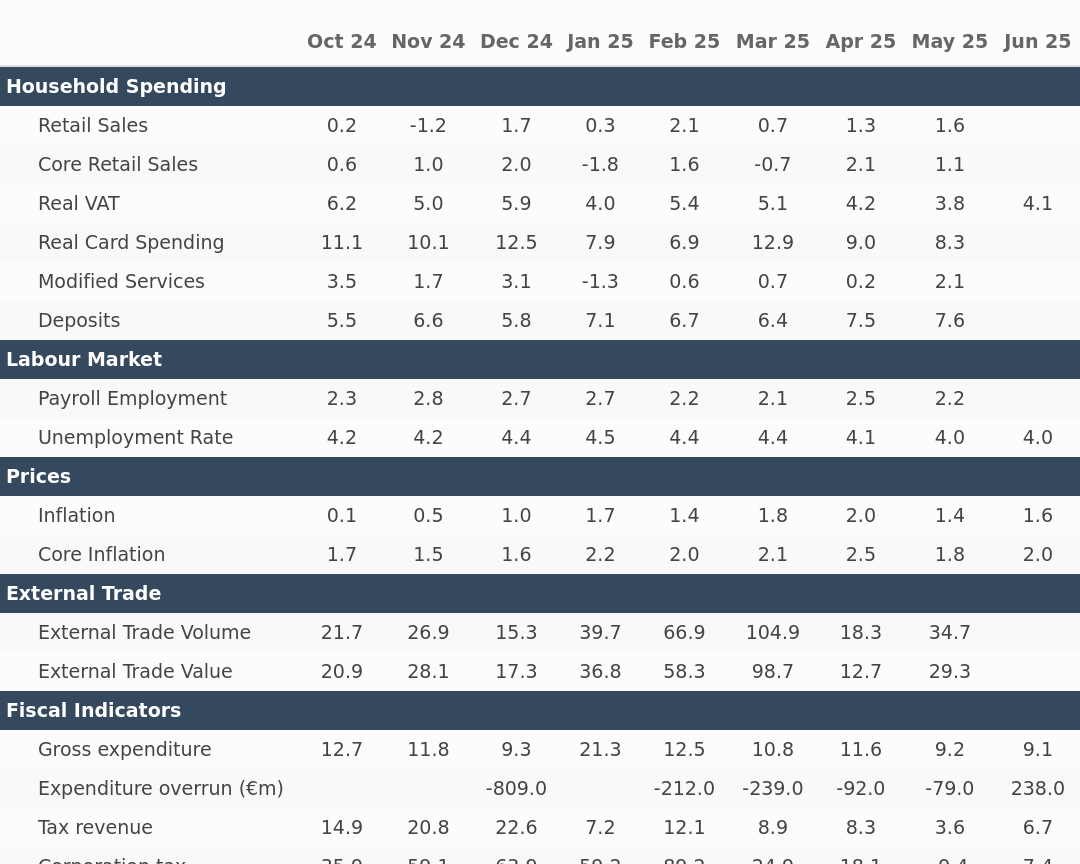 Oct 24 Nov 24 Dec 24 Jan 25 Feb 25 Mar 25 Apr 25 May 25 Jun 25
Household Spending
Retail Sales 0.2 -1.2 1.7 0.3 2.1 0.7 1.3 1.6
Core Retail Sales 0.6 1.0 2.0 -1.8 1.6 -0.7 2.1 1.1
Real VAT 6.2 5.0 5.9 4.0 5.4 5.1 4.2 3.8 4.1
Real Card Spending 11.1 10.1 12.5 7.9 6.9 12.9 9.0 8.3
Modified Services 3.5 1.7 3.1 -1.3 0.6 0.7 0.2 2.1
Deposits 5.5 6.6 5.8 7.1 6.7 6.4 7.5 7.6
Labour Market
Payroll Employment 2.3 2.8 2.7 2.7 2.2 2.1 2.5 2.2
Unemployment Rate 4.2 4.2 4.4 4.5 4.4 4.4 4.1 4.0 4.0
Prices
Inflation 0.1 0.5 1.0 1.7 1.4 1.8 2.0 1.4 1.6
Core Inflation 1.7 1.5 1.6 2.2 2.0 2.1 2.5 1.8 2.0
External Trade
External Trade Volume 21.7 26.9 15.3 39.7 66.9 104.9 18.3 34.7
External Trade Value 20.9 28.1 17.3 36.8 58.3 98.7 12.7 29.3
Fiscal Indicators
Gross expenditure 12.7 11.8 9.3 21.3 12.5 10.8 11.6 9.2 9.1
Expenditure overrun (€m) -809.0 -212.0 -239.0 -92.0 -79.0 238.0
Tax revenue 14.9 20.8 22.6 7.2 12.1 8.9 8.3 3.6 6.7
Corporation tax